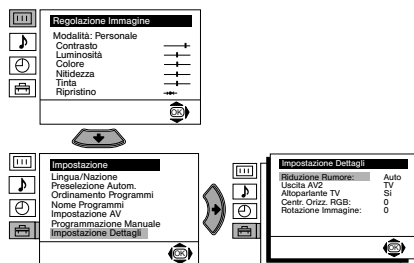 Regolazione Immagine
Modalità: Personale
Contrasto
Luminosità
Colore
Nitidezza
Tinta
Ripristino
OK
Impostazione
Lingua/Nazione
Preselezione Autom.
Ordinamento Programmi
Nome Programmi
Impostazione AV
Programmazione Manuale
Impostazione Dettagli
OK
Impostazione Dettagli
Riduzione Rumore: Auto
Uscita AV2 TV
Altoparlante TV Si
Centr. Orizz. RGB: 0
Rotazione Immagine: 0
OK